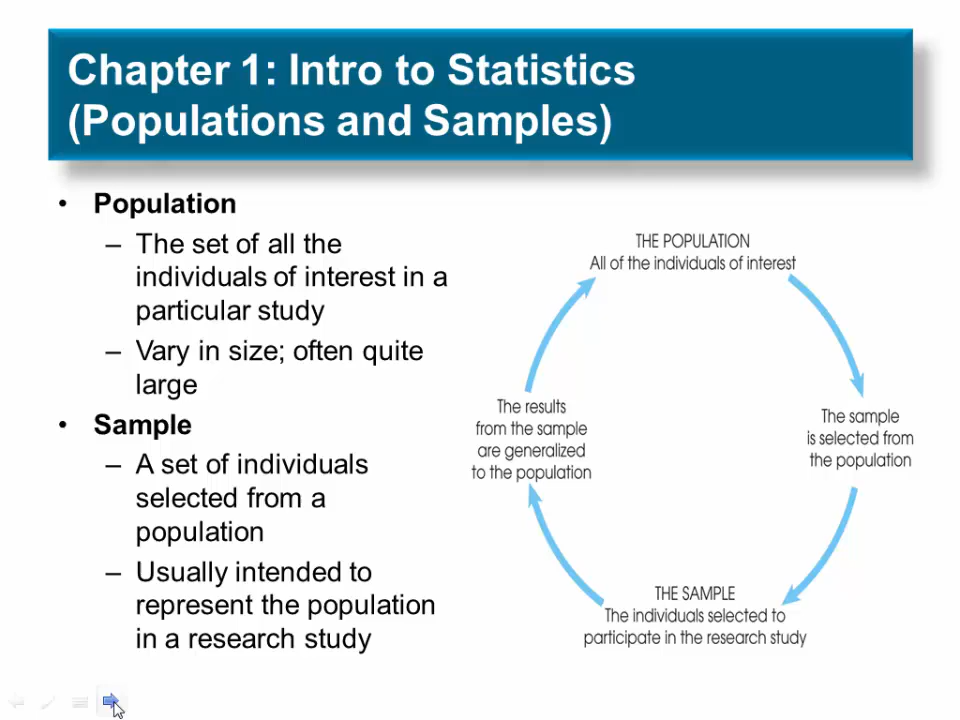 Chapter 1: Intro to Statistics
(Populations and Samples)
• Population
– The set of all the
individuals of interest in a
particular study
– Vary in size; often quite
large
• Sample
– A set of individuals
selected from a
population
– Usually intended to
represent the population
in a research study
THE POPULATION
All of the individuals of interest
The sample
is selected from
the population
THE SAMPLE
The individuals selected to
participate in the research study
The results
from the sample
are generalized
to the population